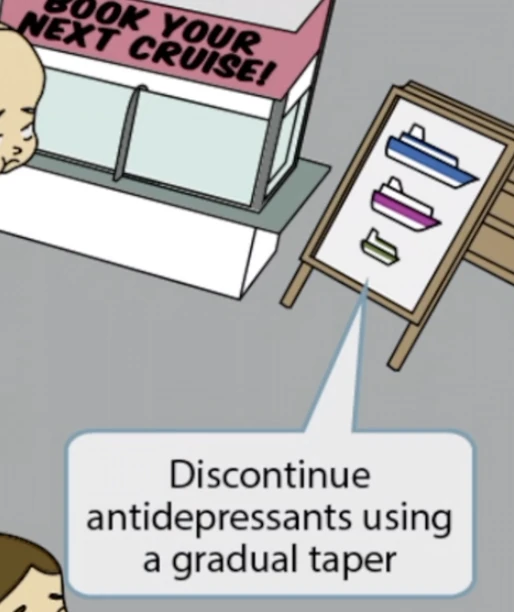 BOOK YOUR
NEXT CRUISE!
Discontinue
antidepressants using
a gradual taper